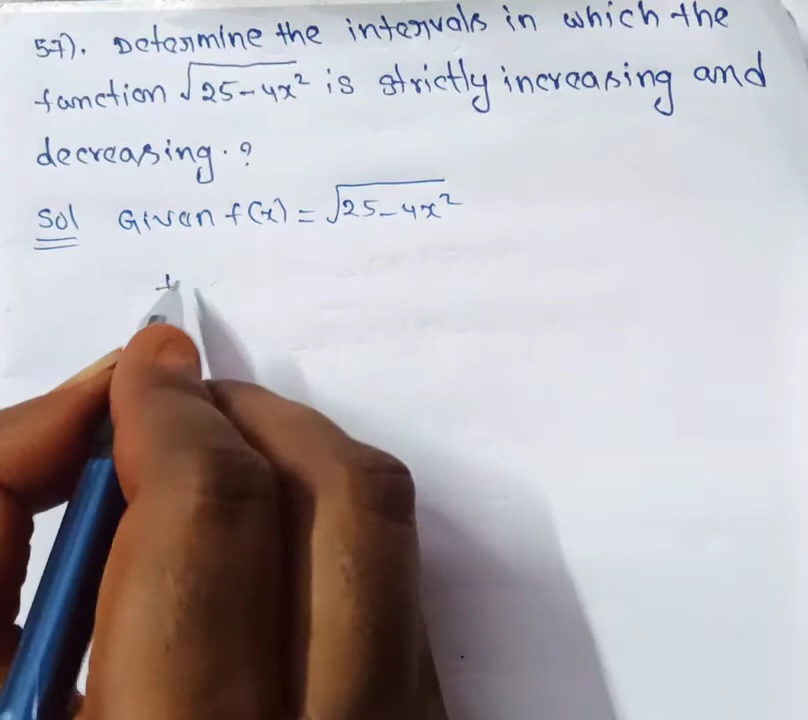 57). Determine the intervals in which the
function √25-4x² is strictly increasing and
decreasing.?
Sol Given f(x) = √25-4x²